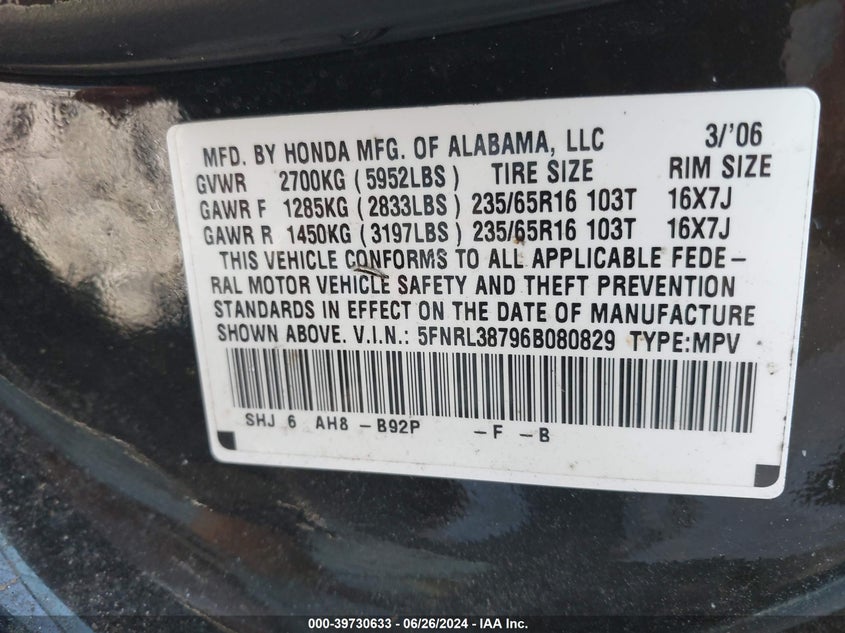 MFD. BY HONDA MFG. OF ALABAMA, LLC 3/'06
GVWR 2700KG (5952LBS) TIRE SIZE RIM SIZE
GAWR F 1285KG (2833LBS) 235/65R16 103T 16X7J
GAWR R 1450KG (3197LBS) 235/65R16 103T 16X7J
THIS VEHICLE CONFORMS TO ALL APPLICABLE FEDE-
RAL MOTOR VEHICLE SAFETY AND THEFT PREVENTION
STANDARDS IN EFFECT ON THE DATE OF MANUFACTURE
SHOWN ABOVE. V.I.N.: 5FNRL38796B080829 TYPE:MPV
SHJ 6 AH8 -B92P -F -B
000-39730633 - 06/26/2024 - IAA Inc.